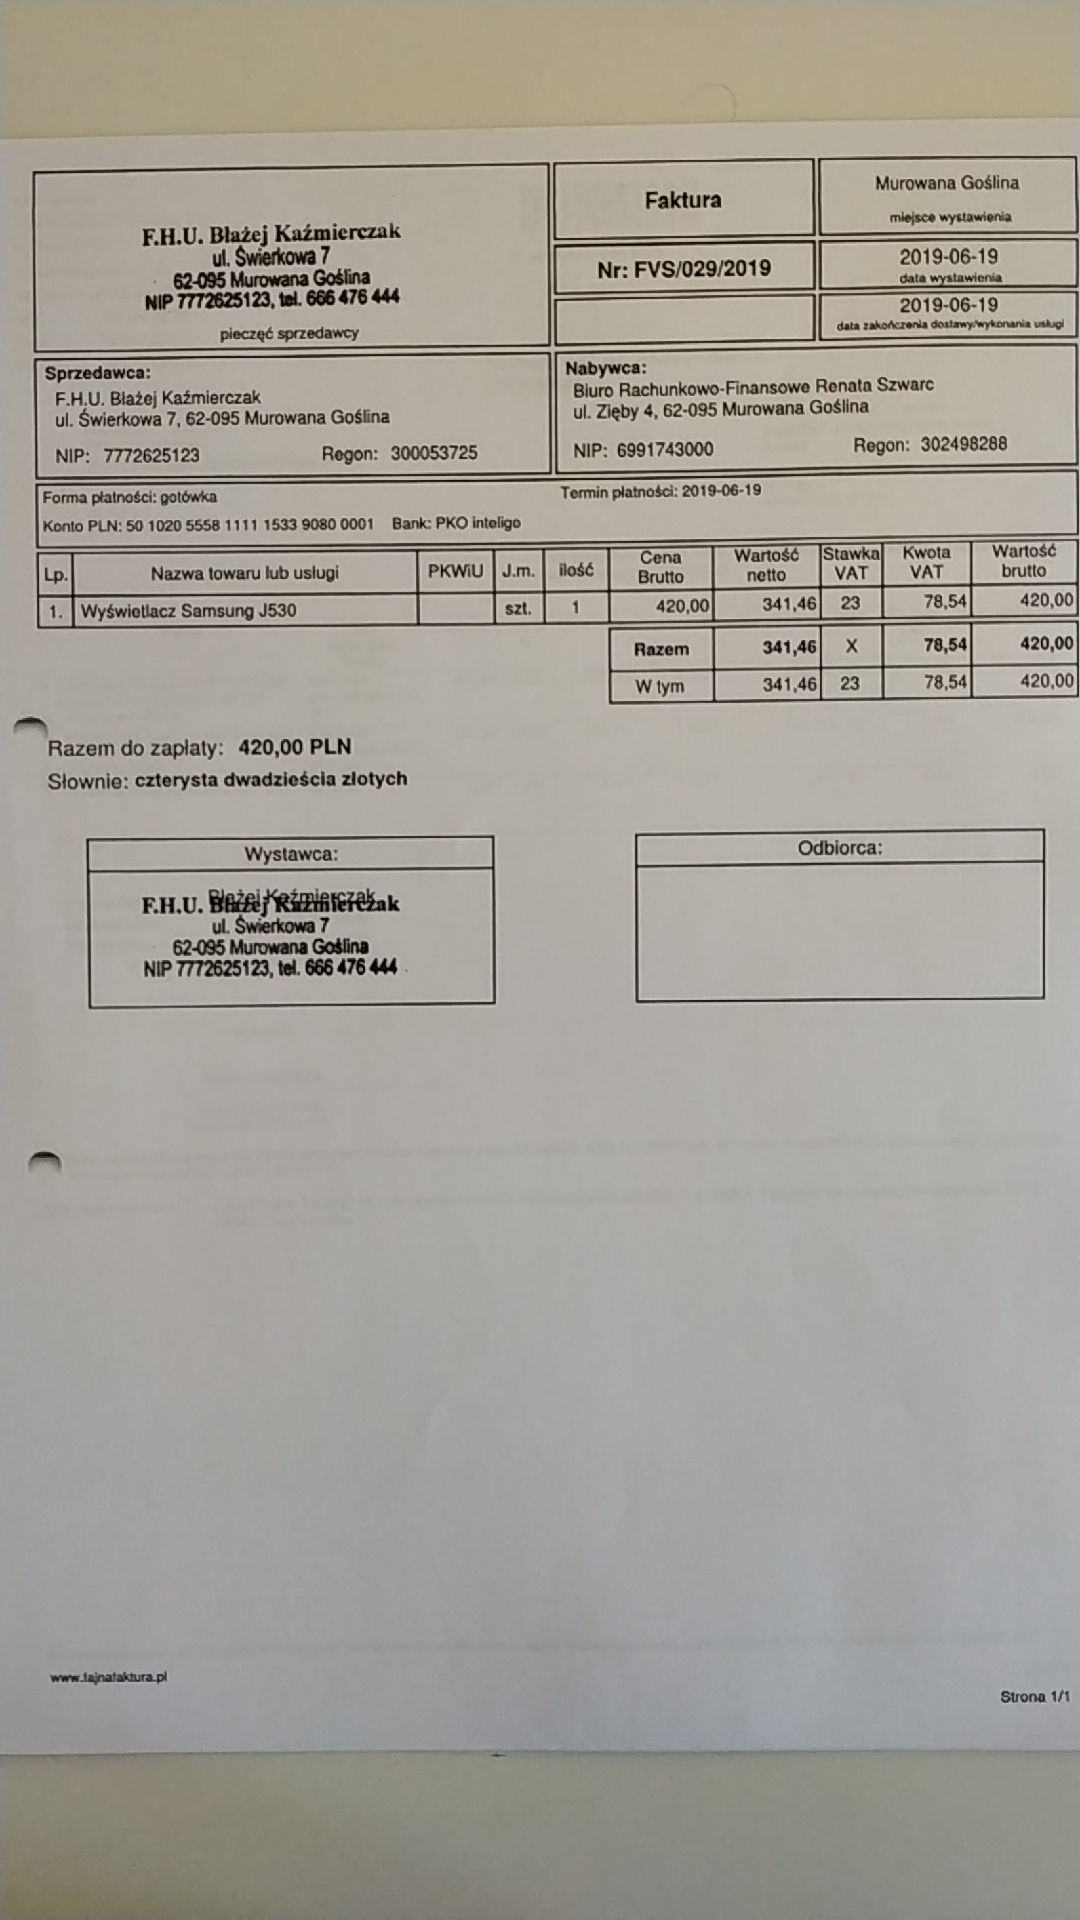 F.H.U. Błażej Kaźmierczak
ul. Świerkowa 7
62-095 Murowana Goślina
NIP 7772625123, tel. 666 476 444
pieczęć sprzedawcy
Faktura
Nr: FVS/029/2019
Murowana Goślina
miejsce wystawienia
2019-06-19
data wystawienia
2019-06-19
data zakończenia dostawy/wykonania usługi
Sprzedawca:
F.H.U. Błażej Kaźmierczak
ul. Świerkowa 7, 62-095 Murowana Goślina
NIP: 7772625123 Regon: 300053725
Nabywca:
Biuro Rachunkowo-Finansowe Renata Szwarc
ul. Zięby 4, 62-095 Murowana Goślina
NIP: 6991743000 Regon: 302498288
Forma płatności: gotówka Termin płatności: 2019-06-19
Konto PLN: 50 1020 5558 1111 1533 9080 0001 Bank: PKO inteligo
Lp. Nazwa towaru lub usługi PKWiU J.m. ilość Cena Brutto Wartość netto Stawka VAT Kwota VAT Wartość brutto
1. Wyświetlacz Samsung J530 szt. 1 420,00 341,46 23 78,54 420,00
Razem 341,46 X 78,54 420,00
W tym 341,46 23 78,54 420,00
Razem do zapłaty: 420,00 PLN
Słownie: czterysta dwadzieścia złotych
Wystawca:
Błażej Kaźmierczak
F.H.U. Błażej Kaźmierczak
ul. Świerkowa 7
62-095 Murowana Goślina
NIP 7772625123, tel. 666 476 444
Odbiorca:
www.fajnafaktura.pl
Strona 1/1